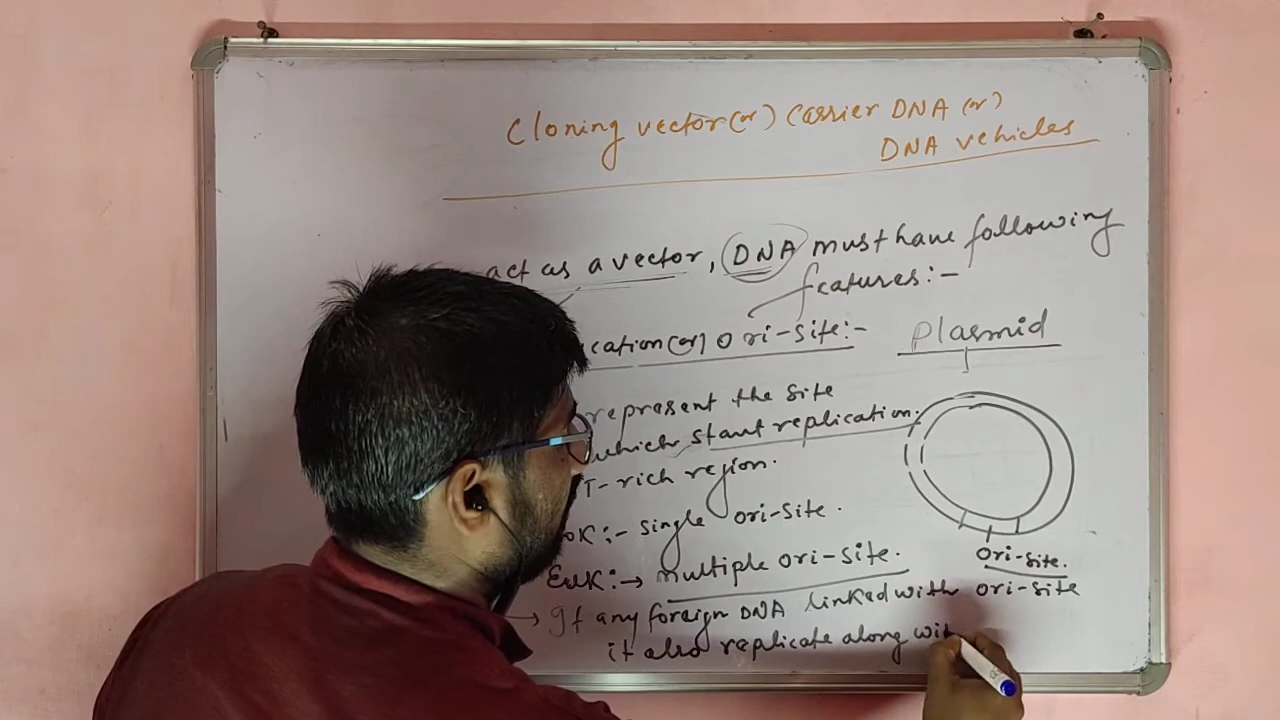 Cloning vector (or) Carrier DNA (or)
DNA vehicles
act as a vector, DNA must have following
features:-
cation (or) Ori-site:-
Plasmid
represent the site
which start replication.
T-rich region.
oK:- single ori-site.
EuK:→ multiple ori-site.
Ori-site.
→ If any foreign DNA linked with ori-site
it also replicate along wit